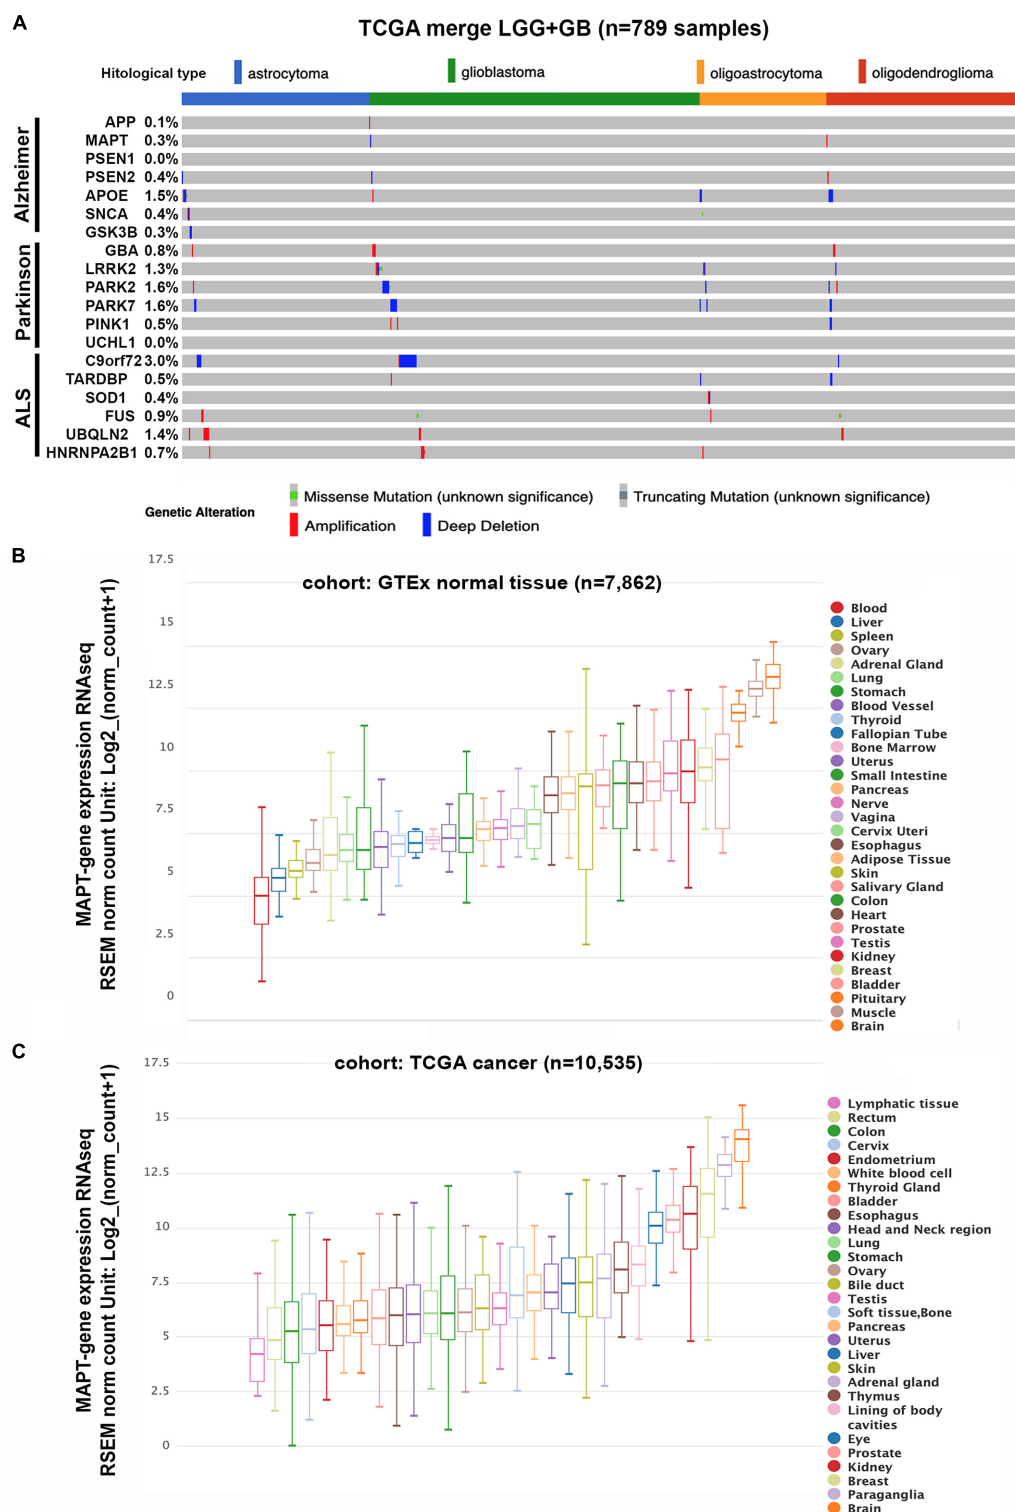 A
TCGA merge LGG+GB (n=789 samples)
Hitological type
astrocytoma
glioblastoma
oligoastrocytoma
oligodendroglioma
Alzheimer
APP 0.1%
MAPT 0.3%
PSEN1 0.0%
PSEN2 0.4%
APOE 1.5%
SNCA 0.4%
GSK3B 0.3%
Parkinson
GBA 0.8%
LRRK2 1.3%
PARK2 1.6%
PARK7 1.6%
PINK1 0.5%
UCHL1 0.0%
ALS
C9orf72 3.0%
TARDBP 0.5%
SOD1 0.4%
FUS 0.9%
UBQLN2 1.4%
HNRNPA2B1 0.7%
Genetic Alteration
Missense Mutation (unknown significance)
Truncating Mutation (unknown significance)
Amplification
Deep Deletion
B
cohort: GTEx normal tissue (n=7,862)
MAPT-gene expression RNAseq
RSEM norm count Unit: Log2_(norm_count+1)
17.5
15
12.5
10
7.5
5
2.5
0
Blood
Liver
Spleen
Ovary
Adrenal Gland
Lung
Stomach
Blood Vessel
Thyroid
Fallopian Tube
Bone Marrow
Uterus
Small Intestine
Pancreas
Nerve
Vagina
Cervix Uteri
Esophagus
Adipose Tissue
Skin
Salivary Gland
Colon
Heart
Prostate
Testis
Kidney
Breast
Bladder
Pituitary
Muscle
Brain
C
cohort: TCGA cancer (n=10,535)
MAPT-gene expression RNAseq
RSEM norm count Unit: Log2_(norm_count+1)
17.5
15
12.5
10
7.5
5
2.5
0
Lymphatic tissue
Rectum
Colon
Cervix
Endometrium
White blood cell
Thyroid Gland
Bladder
Esophagus
Head and Neck region
Lung
Stomach
Ovary
Bile duct
Testis
Soft tissue,Bone
Pancreas
Uterus
Liver
Skin
Adrenal gland
Thymus
Lining of body
cavities
Eye
Prostate
Kidney
Breast
Paraganglia
Brain